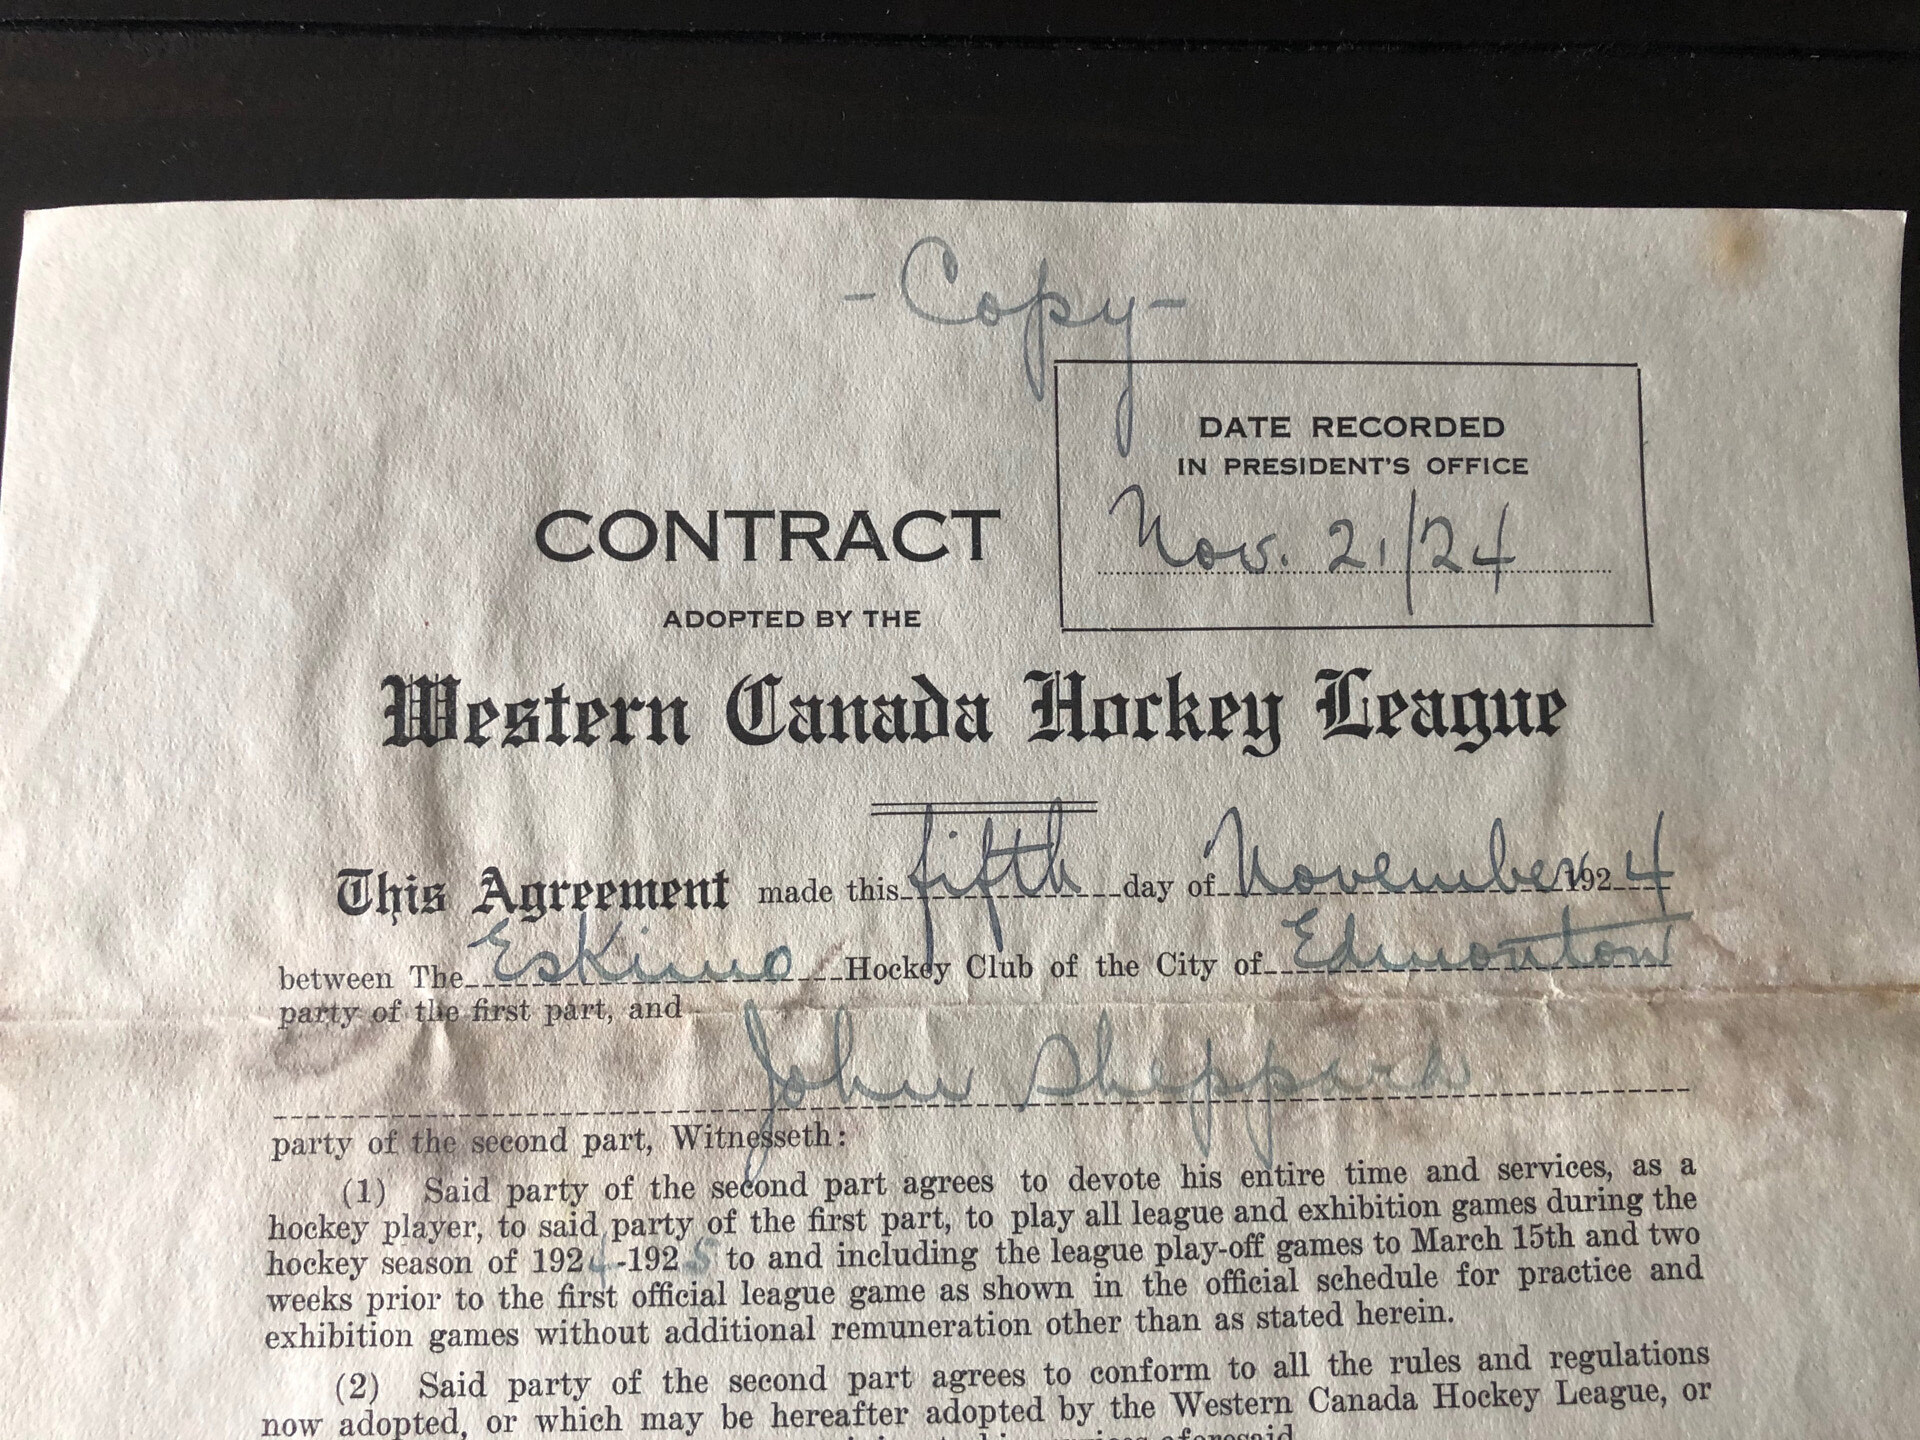 - Copy -
DATE RECORDED
IN PRESIDENT'S OFFICE
Nov. 21/24
CONTRACT
ADOPTED BY THE
Western Canada Hockey League
This Agreement made this fifth day of November 1924
between The Eskimo Hockey Club of the City of Edmonton
party of the first part, and
John Sheppard
party of the second part, Witnesseth:
(1) Said party of the second part agrees to devote his entire time and services, as a
hockey player, to said party of the first part, to play all league and exhibition games during the
hockey season of 1924-1925 to and including the league play-off games to March 15th and two
weeks prior to the first official league game as shown in the official schedule for practice and
exhibition games without additional remuneration other than as stated herein.
(2) Said party of the second part agrees to conform to all the rules and regulations
now adopted, or which may be hereafter adopted by the Western Canada Hockey League, or
aforesaid